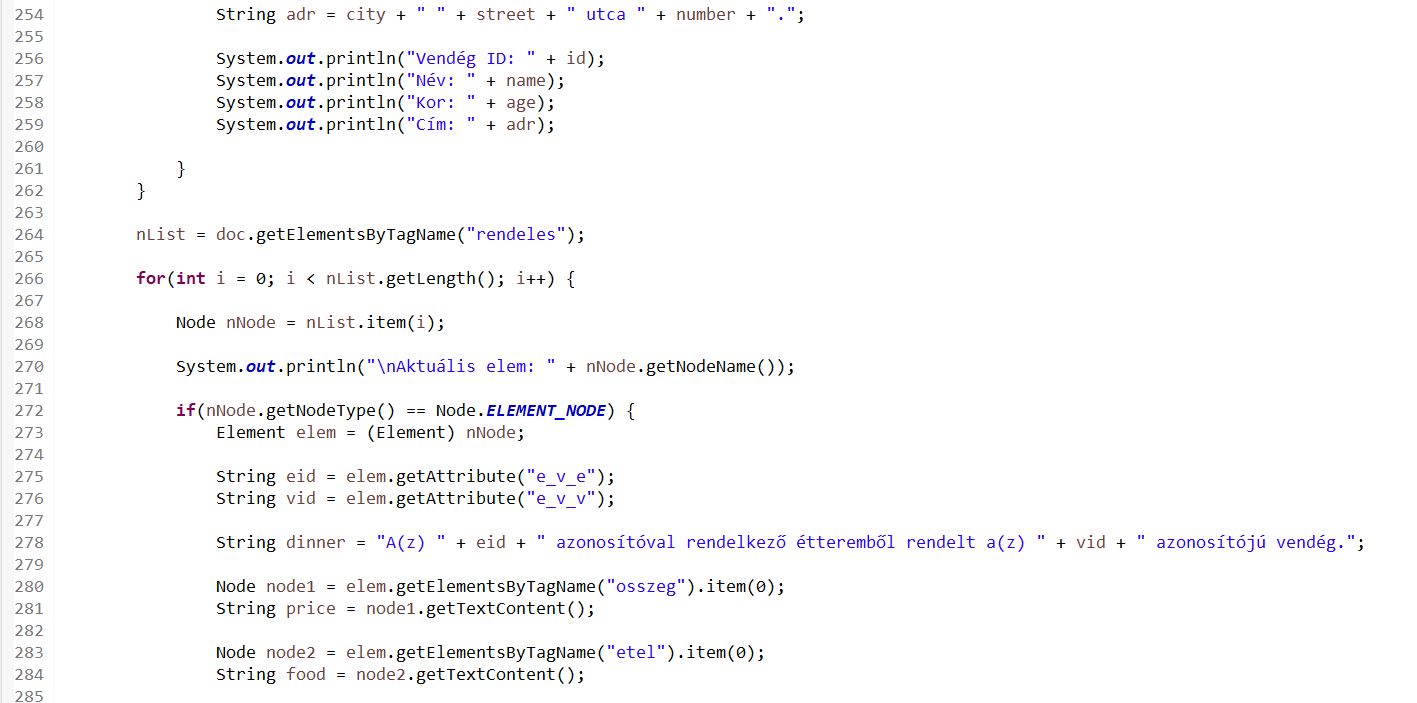 254                 String adr = city + " " + street + " utca " + number + ".";
255
256                 System.out.println("Vendég ID: " + id);
257                 System.out.println("Név: " + name);
258                 System.out.println("Kor: " + age);
259                 System.out.println("Cím: " + adr);
260
261             }
262         }
263
264         nList = doc.getElementsByTagName("rendeles");
265
266         for(int i = 0; i < nList.getLength(); i++) {
267
268             Node nNode = nList.item(i);
269
270             System.out.println("\nAktuális elem: " + nNode.getNodeName());
271
272             if(nNode.getNodeType() == Node.ELEMENT_NODE) {
273                 Element elem = (Element) nNode;
274
275                 String eid = elem.getAttribute("e_v_e");
276                 String vid = elem.getAttribute("e_v_v");
277
278                 String dinner = "A(z) " + eid + " azonosítóval rendelkező étteremből rendelt a(z) " + vid + " azonosítójú vendég.";
279
280                 Node node1 = elem.getElementsByTagName("osszeg").item(0);
281                 String price = node1.getTextContent();
282
283                 Node node2 = elem.getElementsByTagName("etel").item(0);
284                 String food = node2.getTextContent();
285